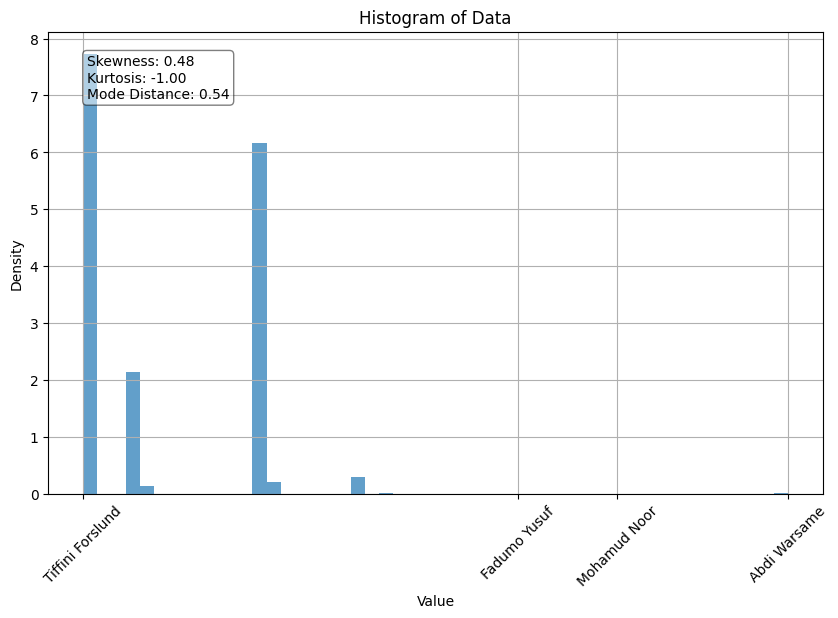 Histogram of Data
Skewness: 0.48
Kurtosis: -1.00
Mode Distance: 0.54
Density
8
7
6
5
4
3
2
1
0
Tiffini Forslund
Fadumo Yusuf
Mohamud Noor
Abdi Warsame
Value